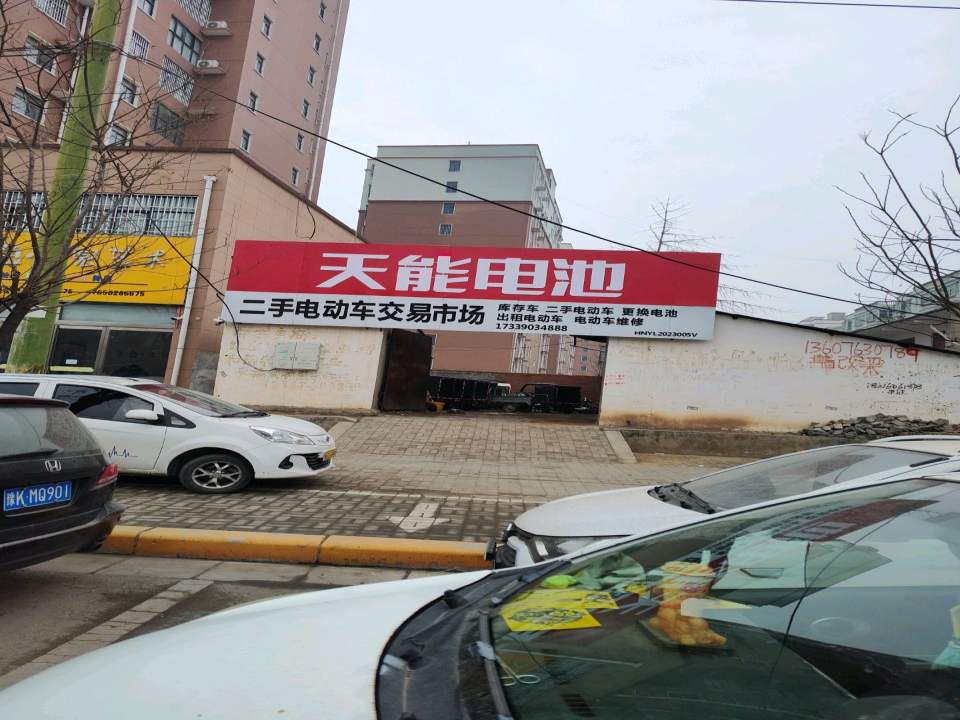 天能电池
二手电动车交易市场
库存车 二手电动车 更换电池
出租电动车 电动车维修
17339034888
HNYL2023005V
13607630789
豫K·MQ901